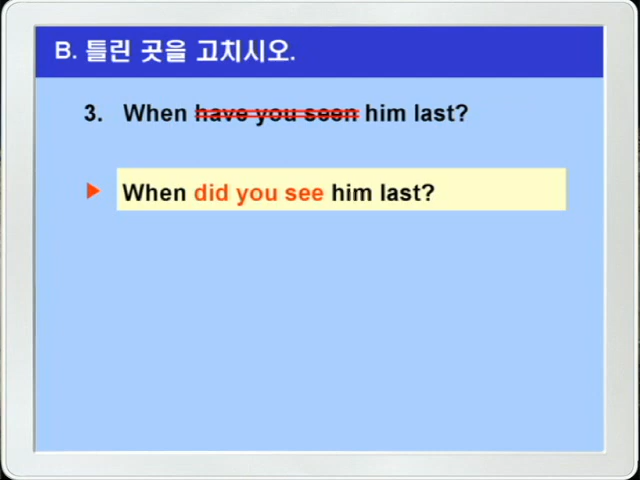 B. 틀린 곳을 고치시오.
3. When have you seen him last?
▶ When did you see him last?